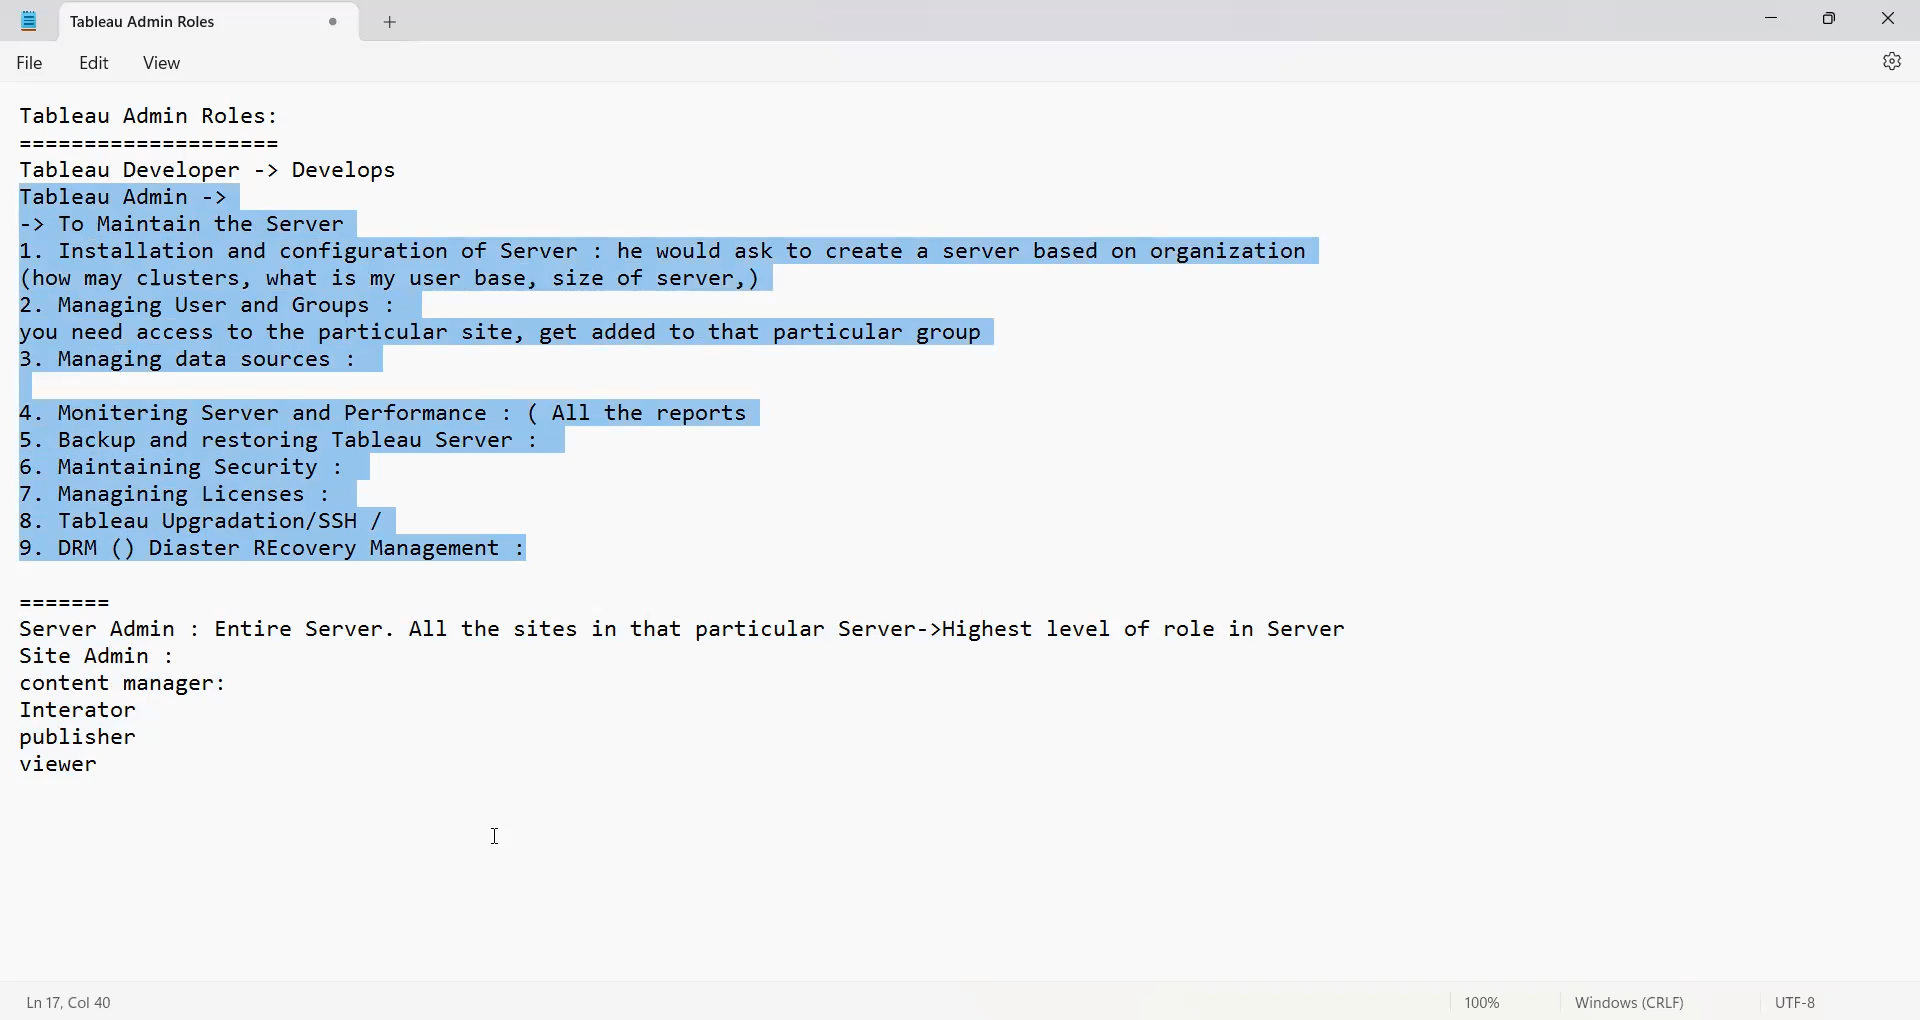 Tableau Admin Roles
File Edit View
Tableau Admin Roles:
====================
Tableau Developer -> Develops
Tableau Admin ->
-> To Maintain the Server
1. Installation and configuration of Server : he would ask to create a server based on organization
(how may clusters, what is my user base, size of server,)
2. Managing User and Groups :
you need access to the particular site, get added to that particular group
3. Managing data sources :
4. Monitering Server and Performance : ( All the reports
5. Backup and restoring Tableau Server :
6. Maintaining Security :
7. Managining Licenses :
8. Tableau Upgradation/SSH /
9. DRM () Diaster REcovery Management :
=======
Server Admin : Entire Server. All the sites in that particular Server->Highest level of role in Server
Site Admin :
content manager:
Interator
publisher
viewer
Ln 17, Col 40 100% Windows (CRLF) UTF-8